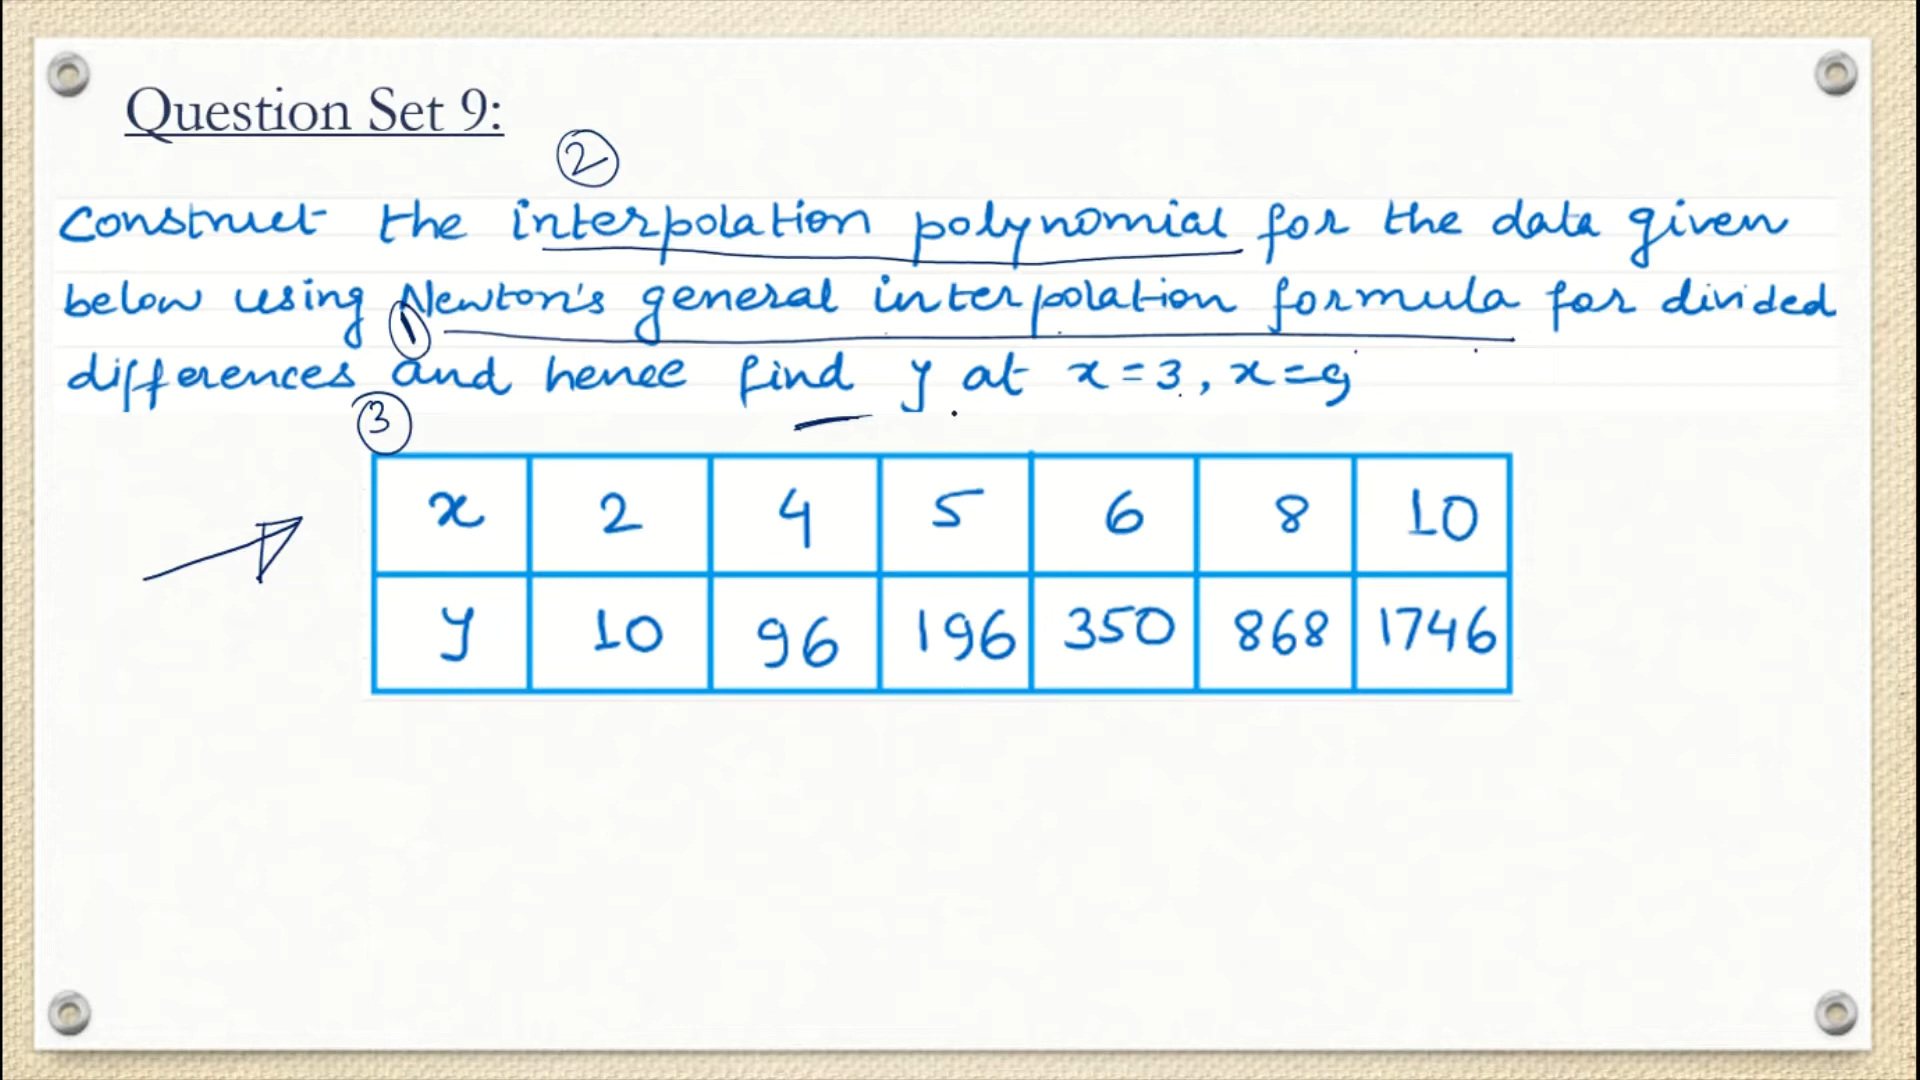 Question Set 9:
2
Construct the interpolation polynomial for the data given
below using Newton's general interpolation formula for divided
1
differences and hence find y at x = 3, x = 9
3
x 2 4 5 6 8 10
y 10 96 196 350 868 1746